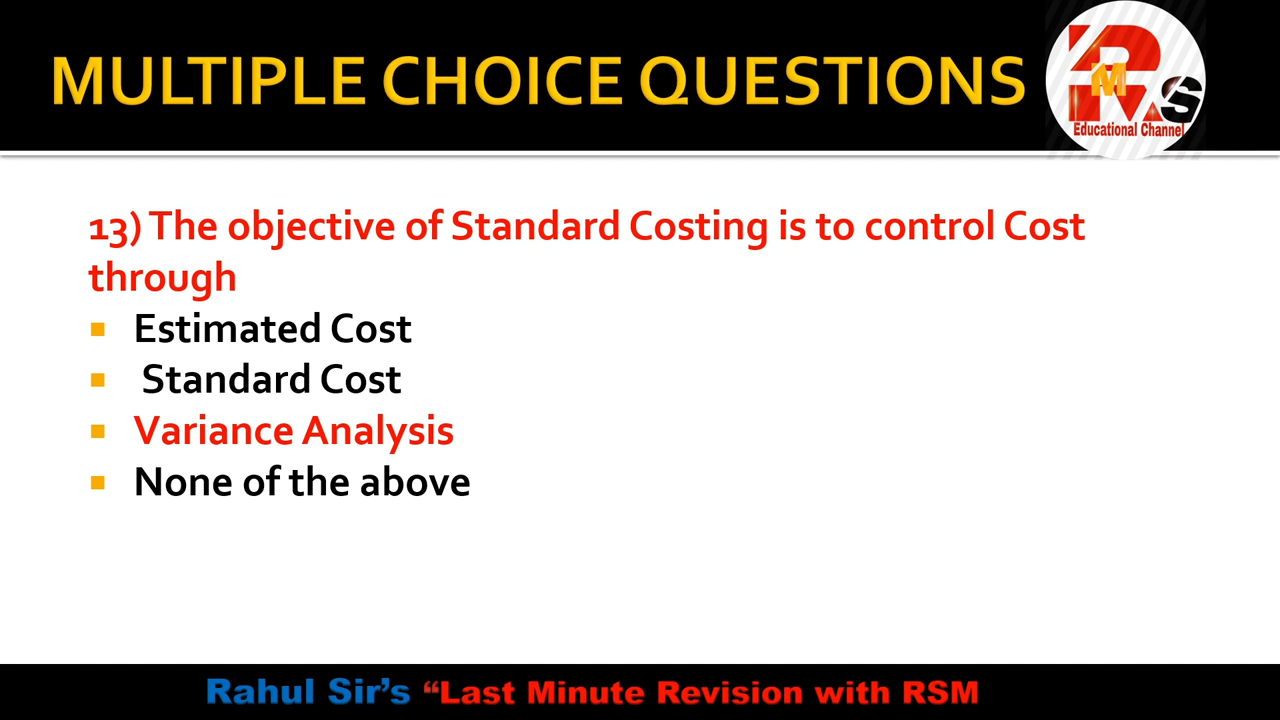 MULTIPLE CHOICE QUESTIONS
RMS
Educational Channel
13) The objective of Standard Costing is to control Cost
through
Estimated Cost
Standard Cost
Variance Analysis
None of the above
Rahul Sir's "Last Minute Revision with RSM